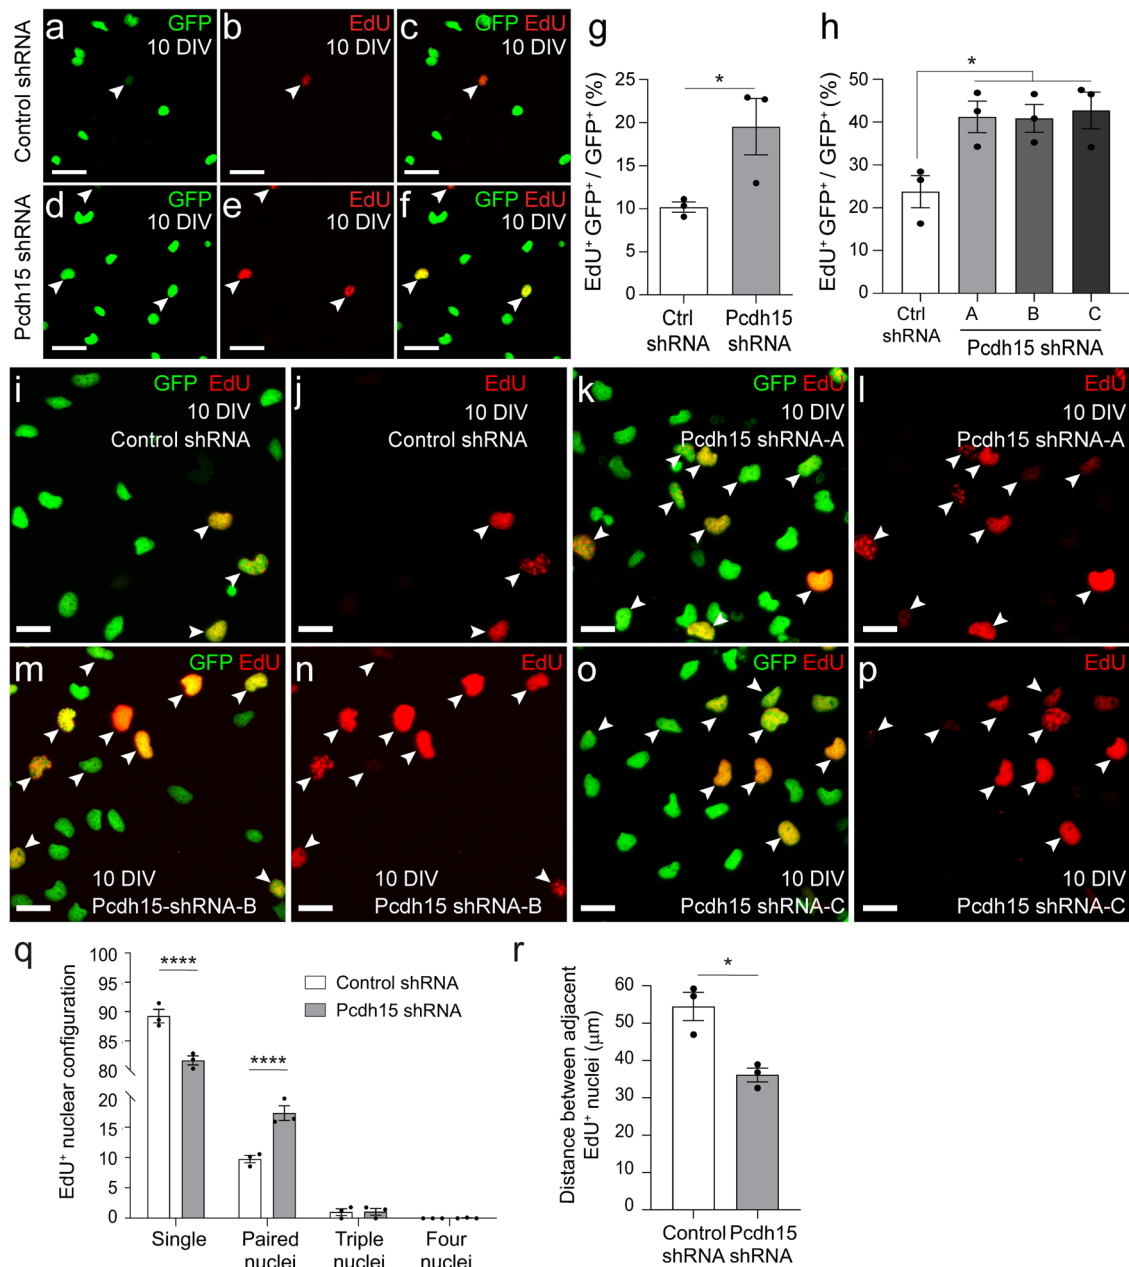 Control shRNA
a
GFP
10 DIV
b
EdU
10 DIV
c
GFP EdU
10 DIV
Pcdh15 shRNA
d
GFP
10 DIV
e
EdU
10 DIV
f
GFP EdU
10 DIV
g
EdU⁺ GFP⁺ / GFP⁺ (%)
25
20
15
10
5
0
*
Ctrl
shRNA
Pcdh15
shRNA
h
EdU⁺ GFP⁺ / GFP⁺ (%)
50
40
30
20
10
0
*
Ctrl
shRNA
A
B
C
Pcdh15 shRNA
i
GFP EdU
10 DIV
Control shRNA
j
EdU
10 DIV
Control shRNA
k
GFP EdU
10 DIV
Pcdh15 shRNA-A
l
EdU
10 DIV
Pcdh15 shRNA-A
m
GFP EdU
10 DIV
Pcdh15-shRNA-B
n
EdU
10 DIV
Pcdh15 shRNA-B
o
GFP EdU
10 DIV
Pcdh15 shRNA-C
p
EdU
10 DIV
Pcdh15 shRNA-C
q
EdU⁺ nuclear configuration
100
95
90
85
80
20
15
10
5
0
****
****
Control shRNA
Pcdh15 shRNA
Single
Paired
nuclei
Triple
nuclei
Four
nuclei
r
Distance between adjacent
EdU⁺ nuclei (μm)
60
50
40
30
20
10
0
*
Control
shRNA
Pcdh15
shRNA